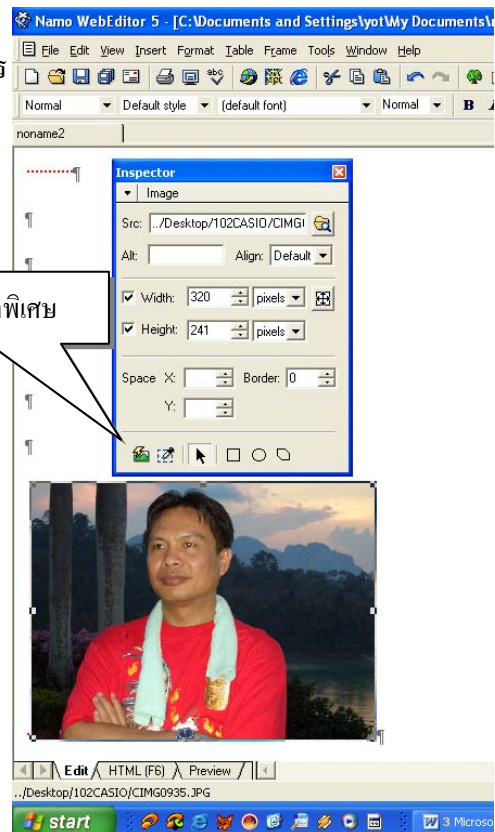 Namo WebEditor 5 - [C:\Documents and Settings\yot\My Documents\
File Edit View Insert Format Table Frame Tools Window Help
Normal Default style (default font) Normal B
noname2
Inspector
Image
Src: ../Desktop/102CASIO/CIMG
Alt: Align: Default
Width: 320 pixels
Height: 241 pixels
พิเศษ
Space X: Border: 0
Y:
Edit HTML (F6) Preview
../Desktop/102CASIO/CIMG0935.JPG
start 3 Microso